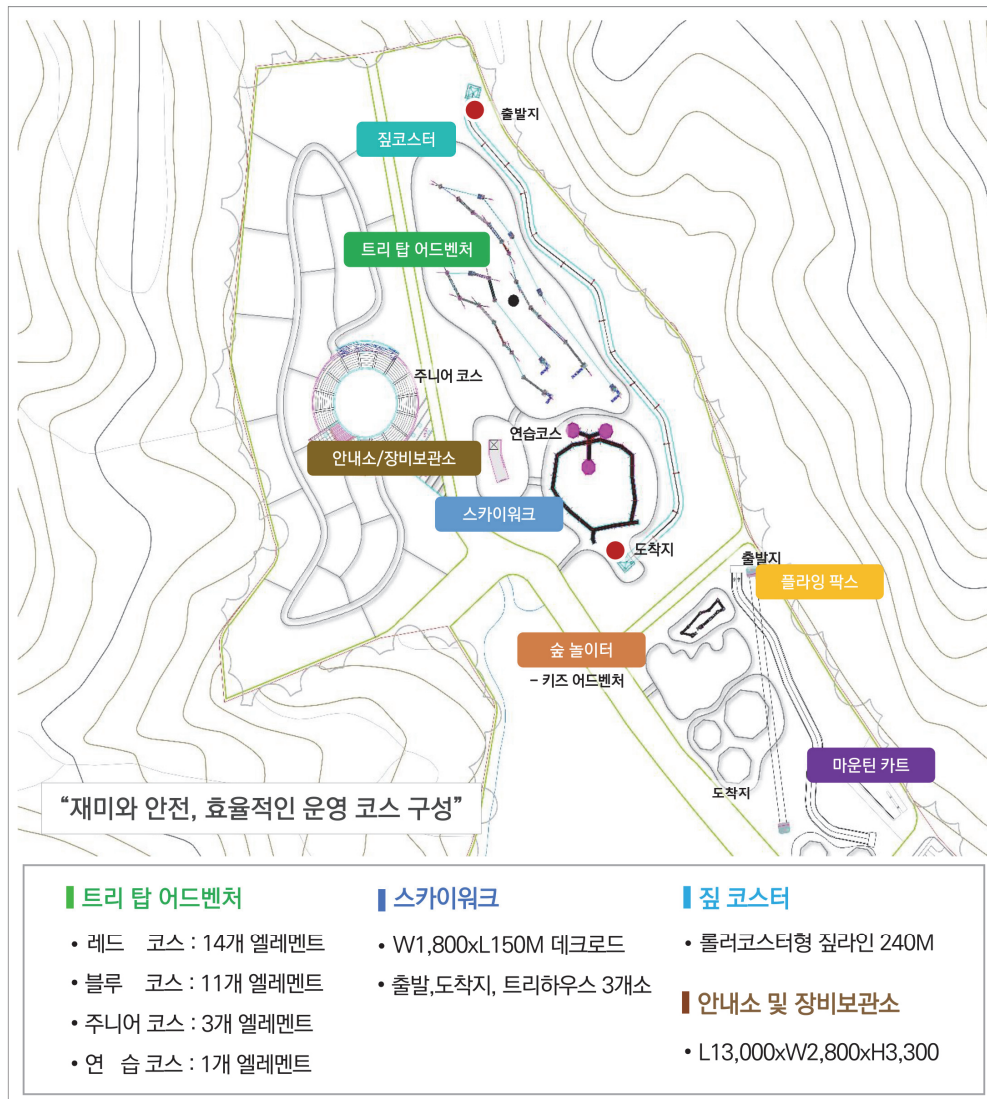 출발지
짚코스터
트리 탑 어드벤처
주니어 코스
연습코스
안내소/장비보관소
스카이워크
도착지
출발지
플라잉 팍스
숲 놀이터
– 키즈 어드벤처
마운틴 카트
도착지
“재미와 안전, 효율적인 운영 코스 구성”
트리 탑 어드벤처
• 레드 코스 : 14개 엘레멘트
• 블루 코스 : 11개 엘레멘트
• 주니어 코스 : 3개 엘레멘트
• 연 습 코스 : 1개 엘레멘트
스카이워크
• W1,800xL150M 데크로드
• 출발,도착지, 트리하우스 3개소
짚 코스터
• 롤러코스터형 짚라인 240M
안내소 및 장비보관소
• L13,000xW2,800xH3,300